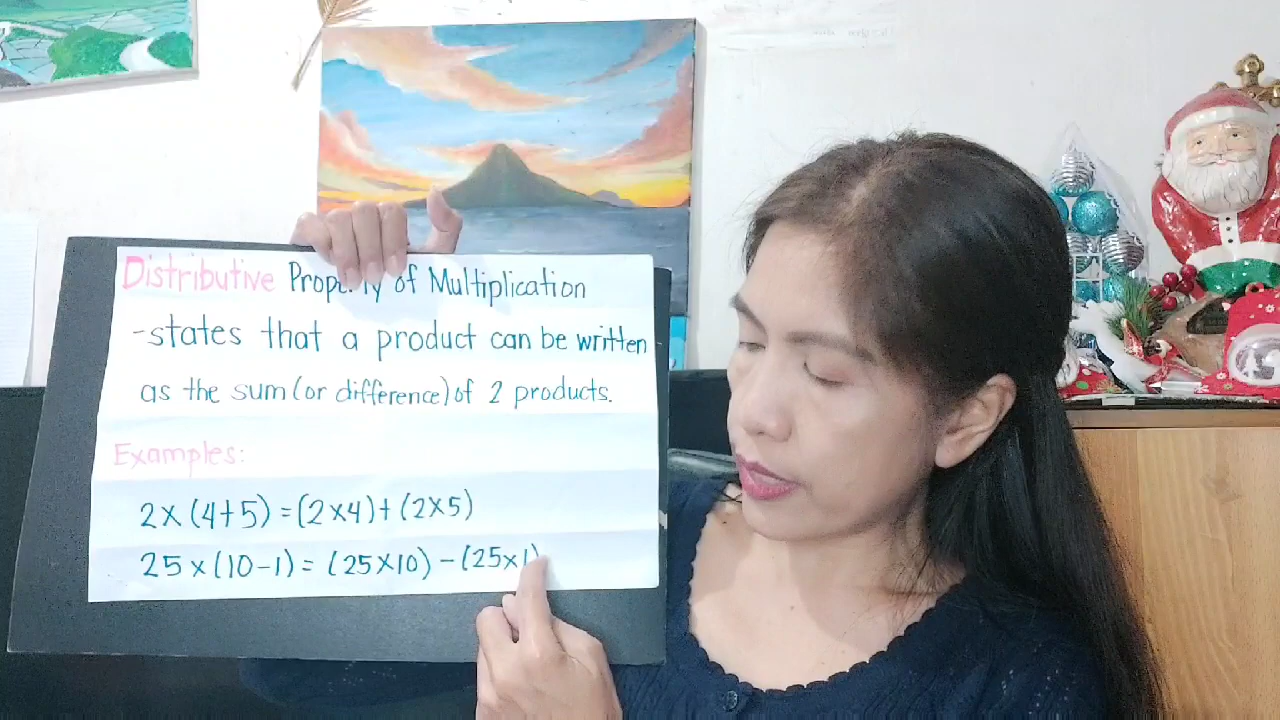 Distributive Property of Multiplication
-states that a product can be written
as the sum (or difference) of 2 products.
Examples:
2 x (4+5) = (2x4) + (2x5)
25 x (10-1) = (25x10) - (25x1)